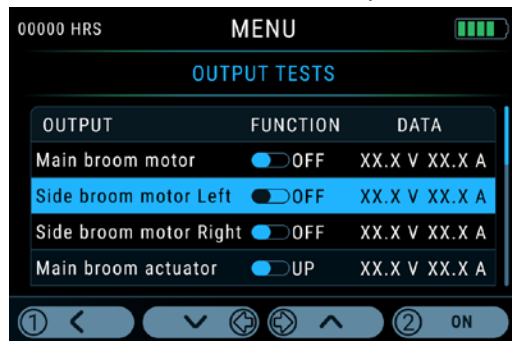 00000 HRS MENU
OUTPUT TESTS
OUTPUT FUNCTION DATA
Main broom motor OFF XX.X V XX.X A
Side broom motor Left OFF XX.X V XX.X A
Side broom motor Right OFF XX.X V XX.X A
Main broom actuator UP XX.X V XX.X A
1 2 ON